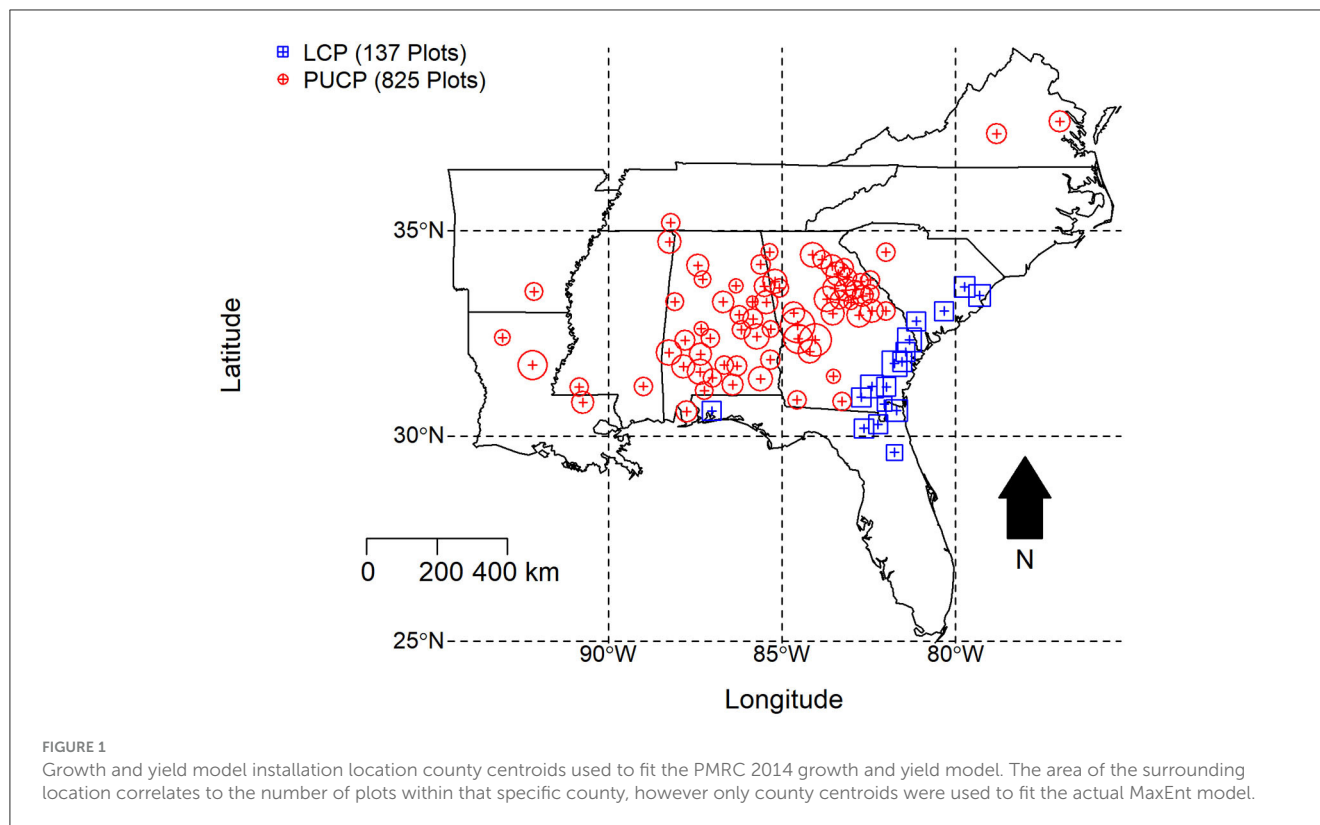 LCP (137 Plots)
PUCP (825 Plots)
35°N
30°N
25°N
90°W 85°W 80°W
Latitude
Longitude
0 200 400 km
N
FIGURE 1
Growth and yield model installation location county centroids used to fit the PMRC 2014 growth and yield model. The area of the surrounding
location correlates to the number of plots within that specific county, however only county centroids were used to fit the actual MaxEnt model.